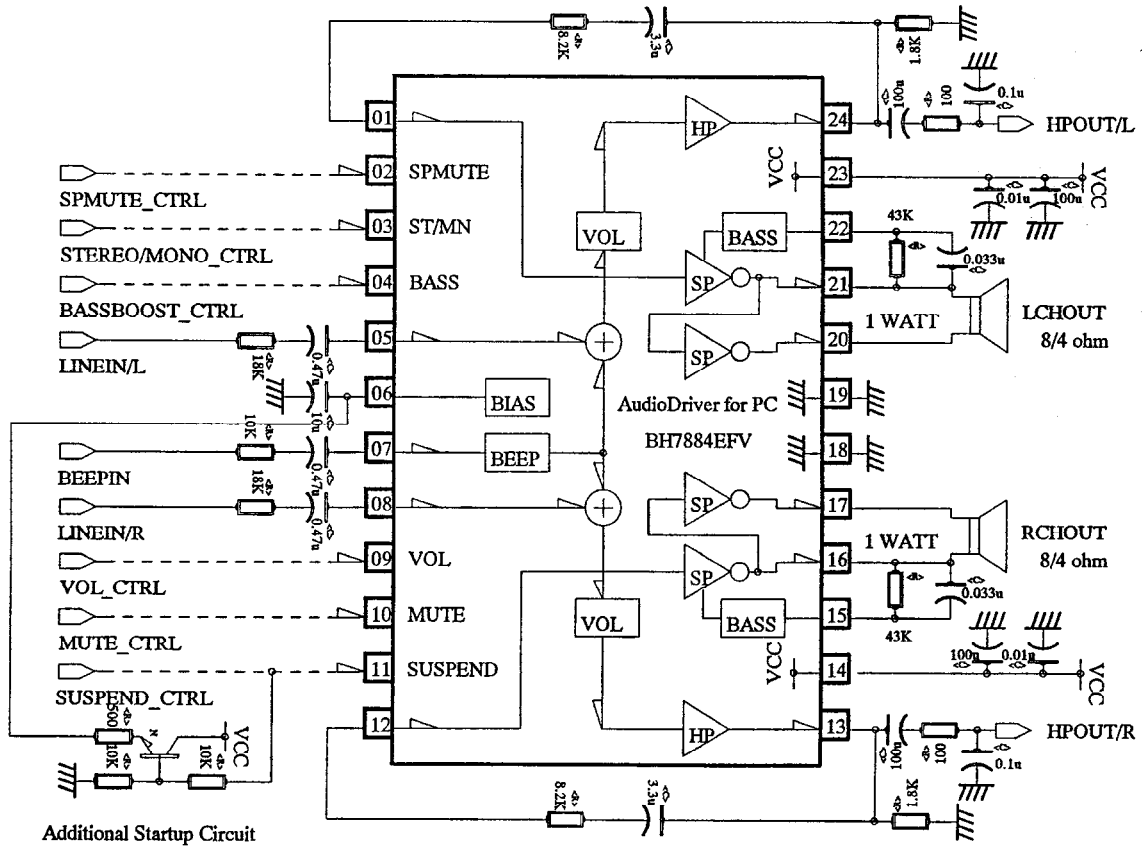 8.2K
3.3u
1.8K
100u
100
0.1u
HPOUT/L
01
24
HP
02
SPMUTE
VCC
23
VCC
SPMUTE_CTRL
0.01u
100u
03
ST/MN
VOL
BASS
22
43K
STEREO/MONO_CTRL
0.033u
04
BASS
SP
21
BASSBOOST_CTRL
1 WATT
LCHOUT
05
20
8/4 ohm
LINEIN/L
18K
0.47u
SP
06
BIAS
AudioDriver for PC
19
10u
10K
BH7884EFV
07
BEEP
18
BEEPIN
18K
0.47u
SP
08
17
LINEIN/R
0.47u
1 WATT
RCHOUT
09
VOL
SP
16
8/4 ohm
VOL_CTRL
0.033u
10
MUTE
VOL
BASS
15
MUTE_CTRL
43K
100u
0.01u
11
SUSPEND
VCC
14
VCC
SUSPEND_CTRL
500
12
HP
13
HPOUT/R
N
VCC
100u
100
0.1u
10K
10K
8.2K
3.3u
1.8K
Additional Startup Circuit